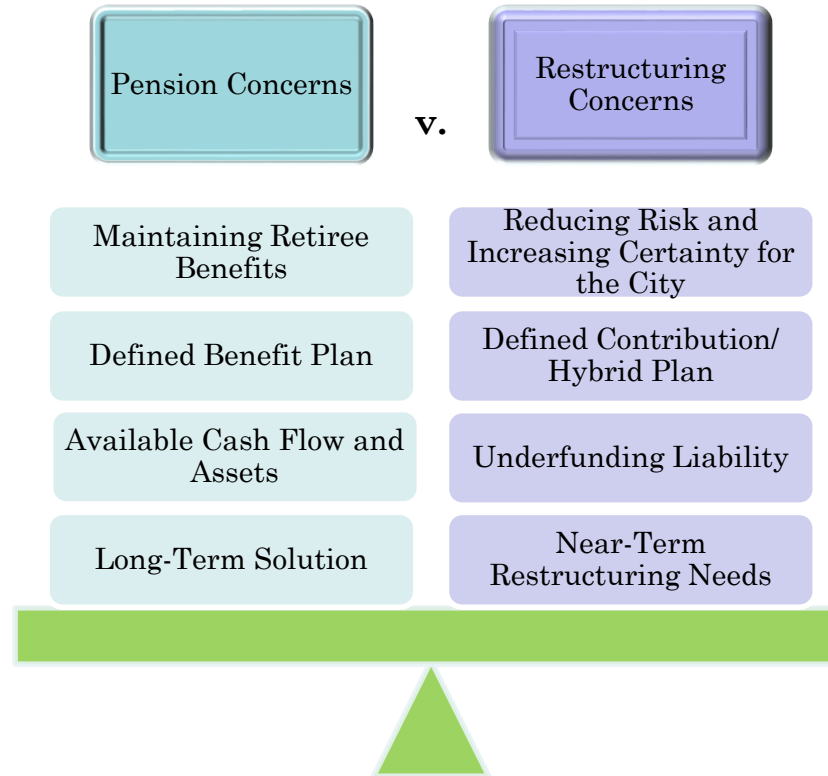 Pension Concerns
v.
Restructuring
Concerns
Maintaining Retiree
Benefits
Reducing Risk and
Increasing Certainty for
the City
Defined Benefit Plan
Defined Contribution/
Hybrid Plan
Available Cash Flow and
Assets
Underfunding Liability
Long-Term Solution
Near-Term
Restructuring Needs